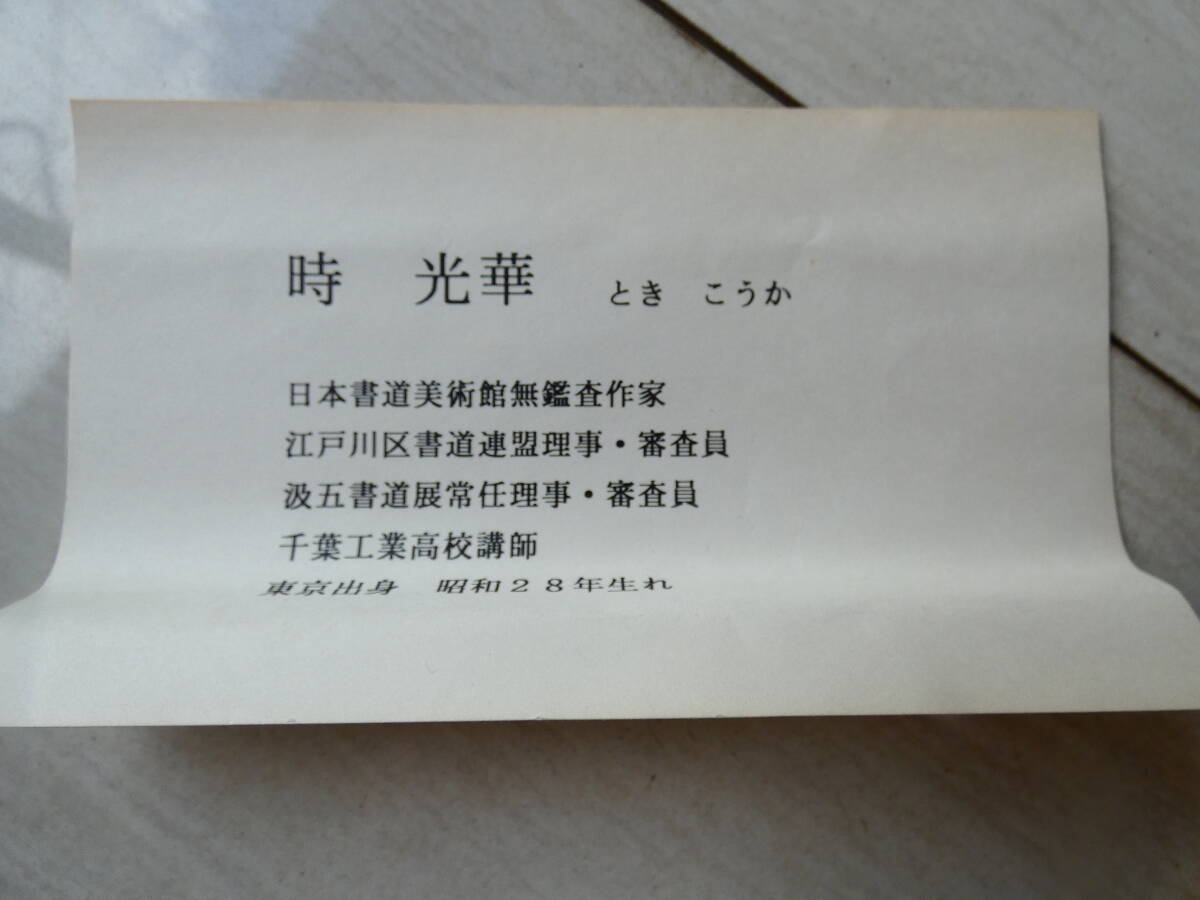 時　光華　とき　こうか
日本書道美術館無鑑査作家
江戸川区書道連盟理事・審査員
汲五書道展常任理事・審査員
千葉工業高校講師
東京出身　昭和２８年生れ